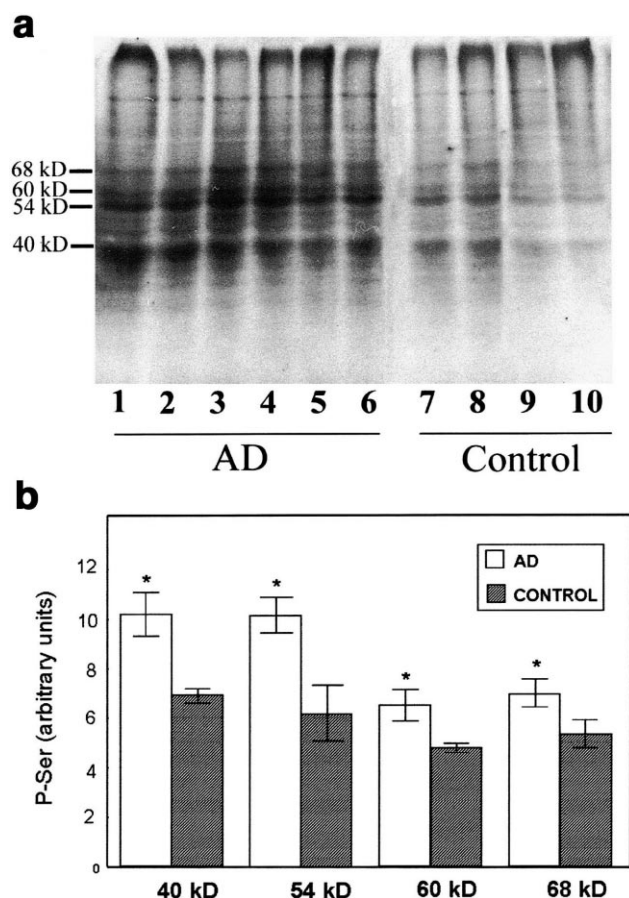 a
68 kD
60 kD
54 kD
40 kD
1 2 3 4 5 6 7 8 9 10
AD Control
b
P-Ser (arbitrary units)
12
10
8
6
4
2
0
* * * *
AD
CONTROL
40 kD 54 kD 60 kD 68 kD